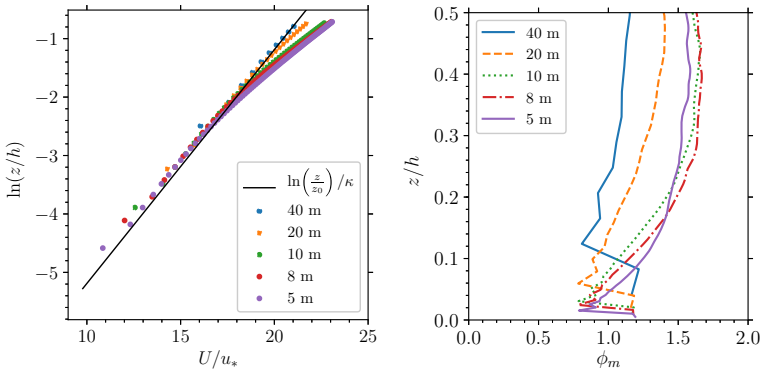 −1
−2
−3
−4
−5
ln(z/h)
10
15
20
25
U/u*
ln(z/z₀)/κ
40 m
20 m
10 m
8 m
5 m
0.5
0.4
0.3
0.2
0.1
0.0
z/h
0.0
0.5
1.0
1.5
2.0
ϕm
40 m
20 m
10 m
8 m
5 m